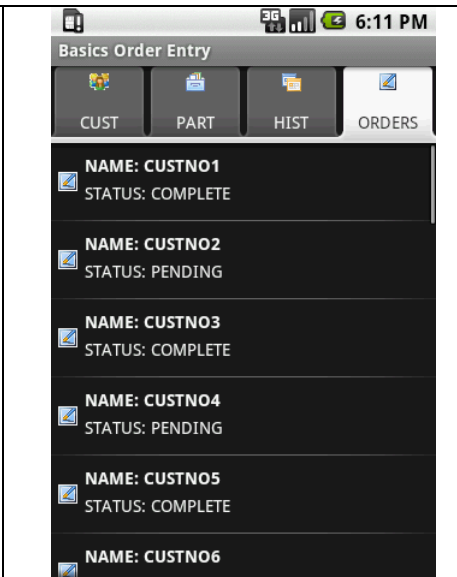 3G 6:11 PM
Basics Order Entry
CUST PART HIST ORDERS
NAME: CUSTNO1
STATUS: COMPLETE
NAME: CUSTNO2
STATUS: PENDING
NAME: CUSTNO3
STATUS: COMPLETE
NAME: CUSTNO4
STATUS: PENDING
NAME: CUSTNO5
STATUS: COMPLETE
NAME: CUSTNO6